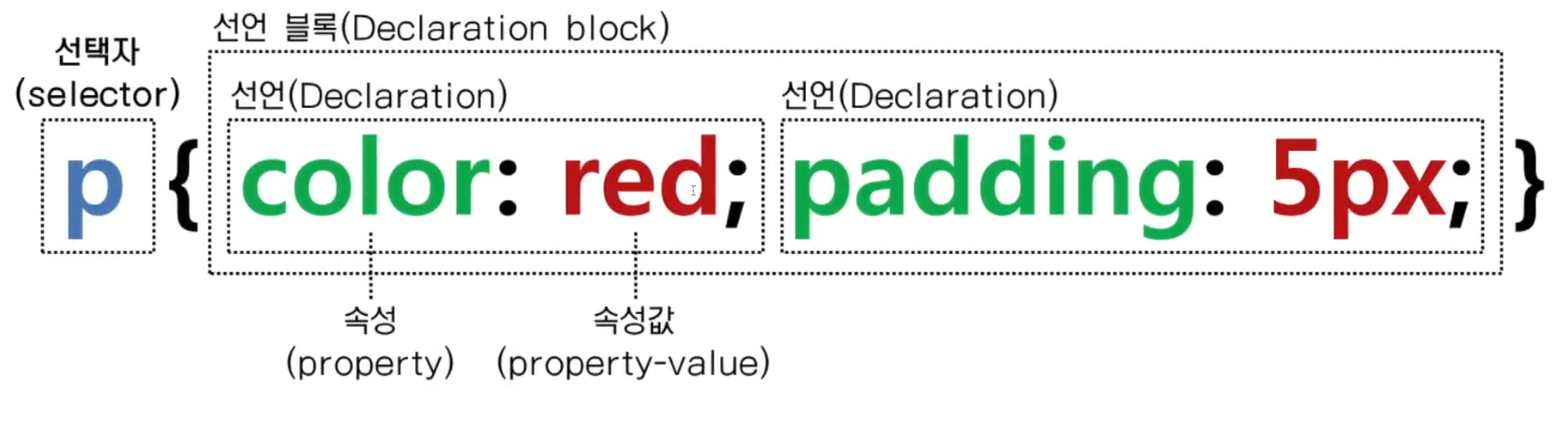 선언 블록(Declaration block)
선택자
(selector)
선언(Declaration) 선언(Declaration)
p { color: red; padding: 5px; }
속성 속성값
(property) (property-value)